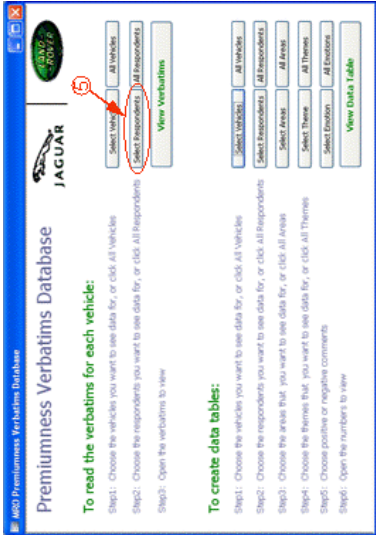 MRO Premiumness Verbatims Database
Premiumness Verbatims Database
JAGUAR
LAND ROVER
To read the verbatims for each vehicle:
5
Step1: Choose the vehicles you want to see data for, or click All Vehicles
Select Vehicles
All Vehicles
Step2: Choose the respondents you want to see data for, or click All Respondents
Select Respondents
All Respondents
Step3: Open the verbatims to view
View Verbatims
To create data tables:
Step1: Choose the vehicles you want to see data for, or click All Vehicles
Select Vehicles
All Vehicles
Step2: Choose the respondents you want to see data for, or click All Respondents
Select Respondents
All Respondents
Step3: Choose the areas that you want to see data for, or click All Areas
Select Areas
All Areas
Step4: Choose the themes that you want to see data for, or click All Themes
Select Theme
All Themes
Step5: Choose positive or negative comments
Select Emotion
All Emotions
Step6: Open the numbers to view
View Data Table